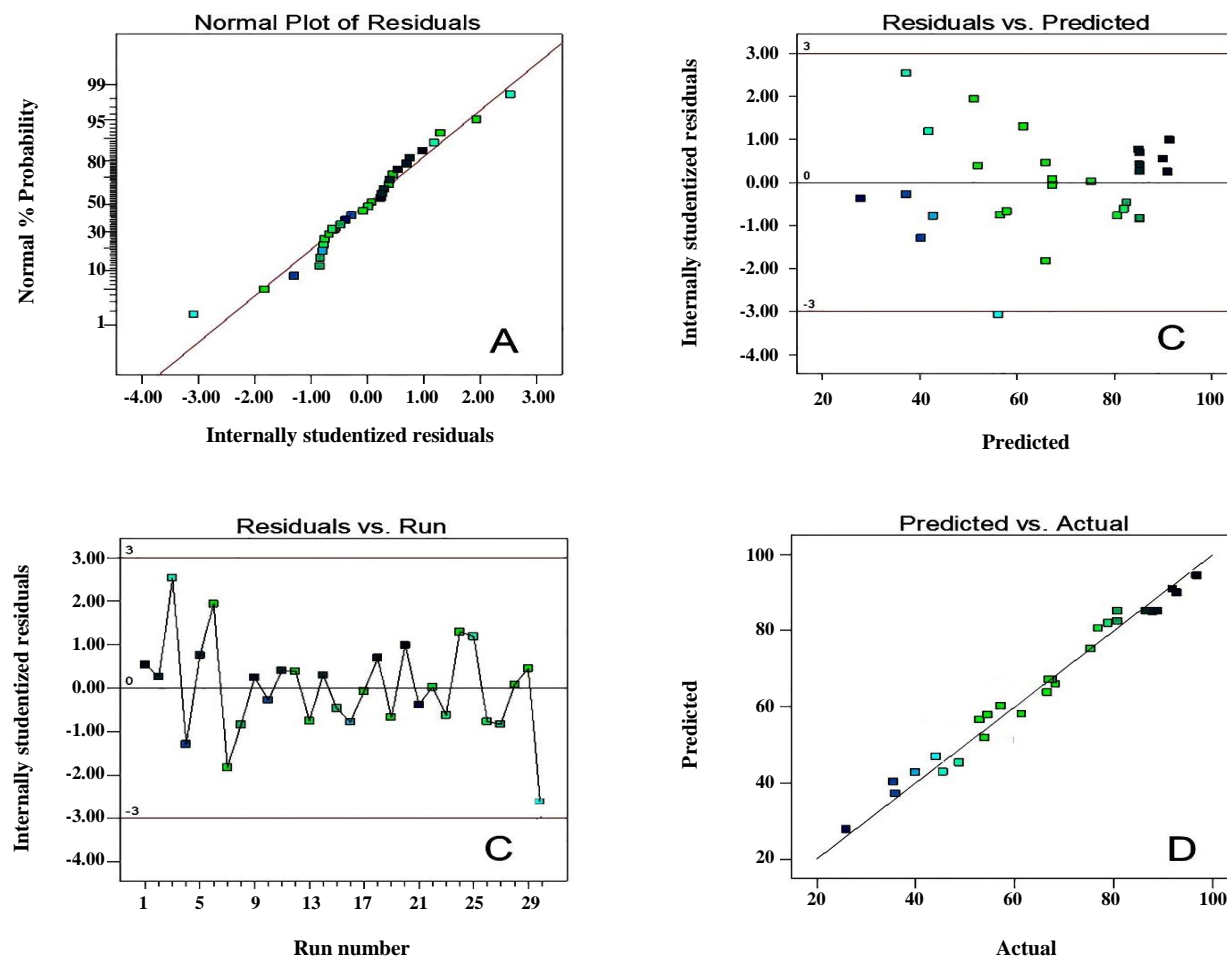 Normal Plot of Residuals
Normal % Probability
99
95
80
50
30
10
1
A
-4.00 -3.00 -2.00 -1.00 0.00 1.00 2.00 3.00
Internally studentized residuals
Residuals vs. Predicted
Internally studentized residuals
3.00
2.00
1.00
0.00
-1.00
-2.00
-3.00
-4.00
3
0
-3
C
20 40 60 80 100
Predicted
Residuals vs. Run
Internally studentized residuals
3.00
2.00
1.00
0.00
-1.00
-2.00
-3.00
-4.00
3
0
-3
C
1 5 9 13 17 21 25 29
Run number
Predicted vs. Actual
Predicted
100
80
60
40
20
D
20 40 60 80 100
Actual